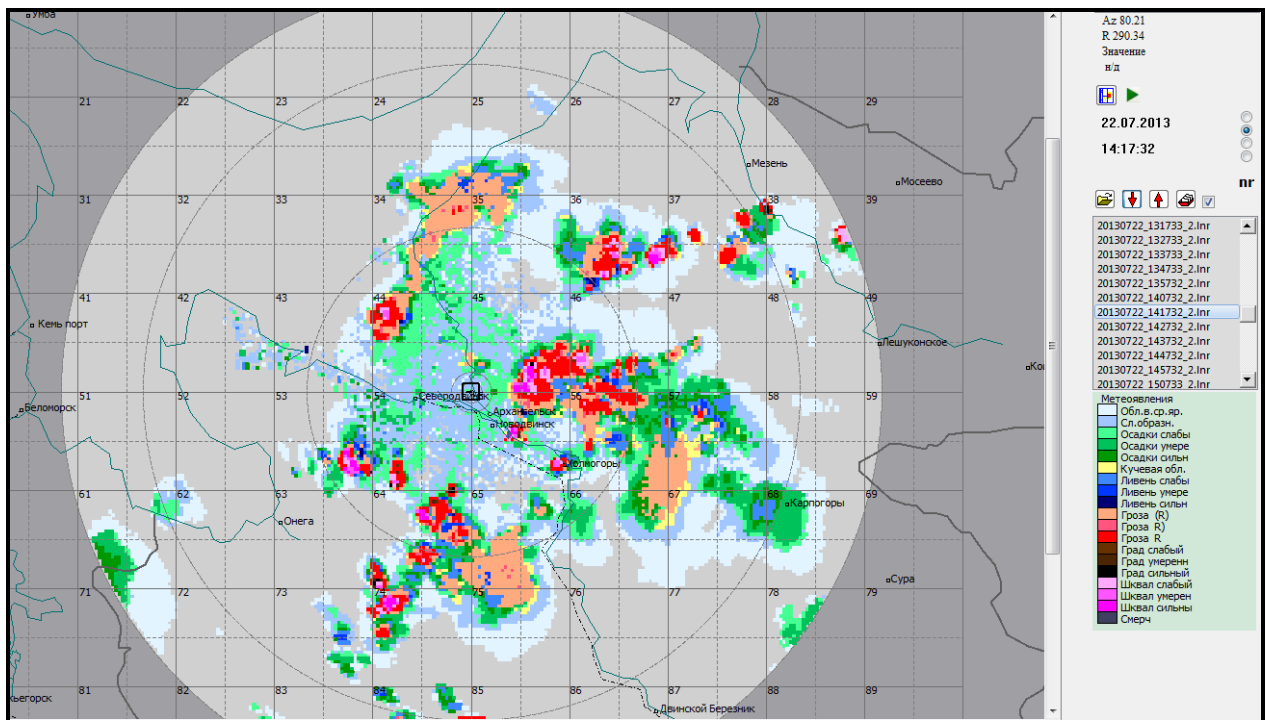 Умба
21 22 23 24 25 26 27 28 29
Мезень
Мосеево
31 32 33 34 35 36 37 38 39
41 42 43 44 45 46 47 48 49
Кемь порт
Лешуконское
51 52 53 54 56 57 58 59
Беломорск
Архангельск
Новодвинск
Холмогоры
61 62 63 64 65 66 68 69
Карпогоры
Онега
Сура
71 72 73 74 75 76 77 78 79
81 82 83 84 85 86 87 88 89
Двинской Березник
Az 80.21
R 290.34
Значение
н/д
22.07.2013
14:17:32
nr
20130722_131733_2.lnr
20130722_132733_2.lnr
20130722_133733_2.lnr
20130722_134733_2.lnr
20130722_135732_2.lnr
20130722_140732_2.lnr
20130722_141732_2.lnr
20130722_142732_2.lnr
20130722_143732_2.lnr
20130722_144732_2.lnr
20130722_145732_2.lnr
20130722_150733_2.lnr
Метеоявления
Обл.в.ср.яр.
Сл.образн.
Осадки слабы
Осадки умере
Осадки сильн
Кучевая обл.
Ливень слабы
Ливень умере
Ливень сильн
Гроза (R)
Гроза R)
Гроза R
Град слабый
Град умеренн
Град сильный
Шквал слабый
Шквал умерен
Шквал сильны
Смерч